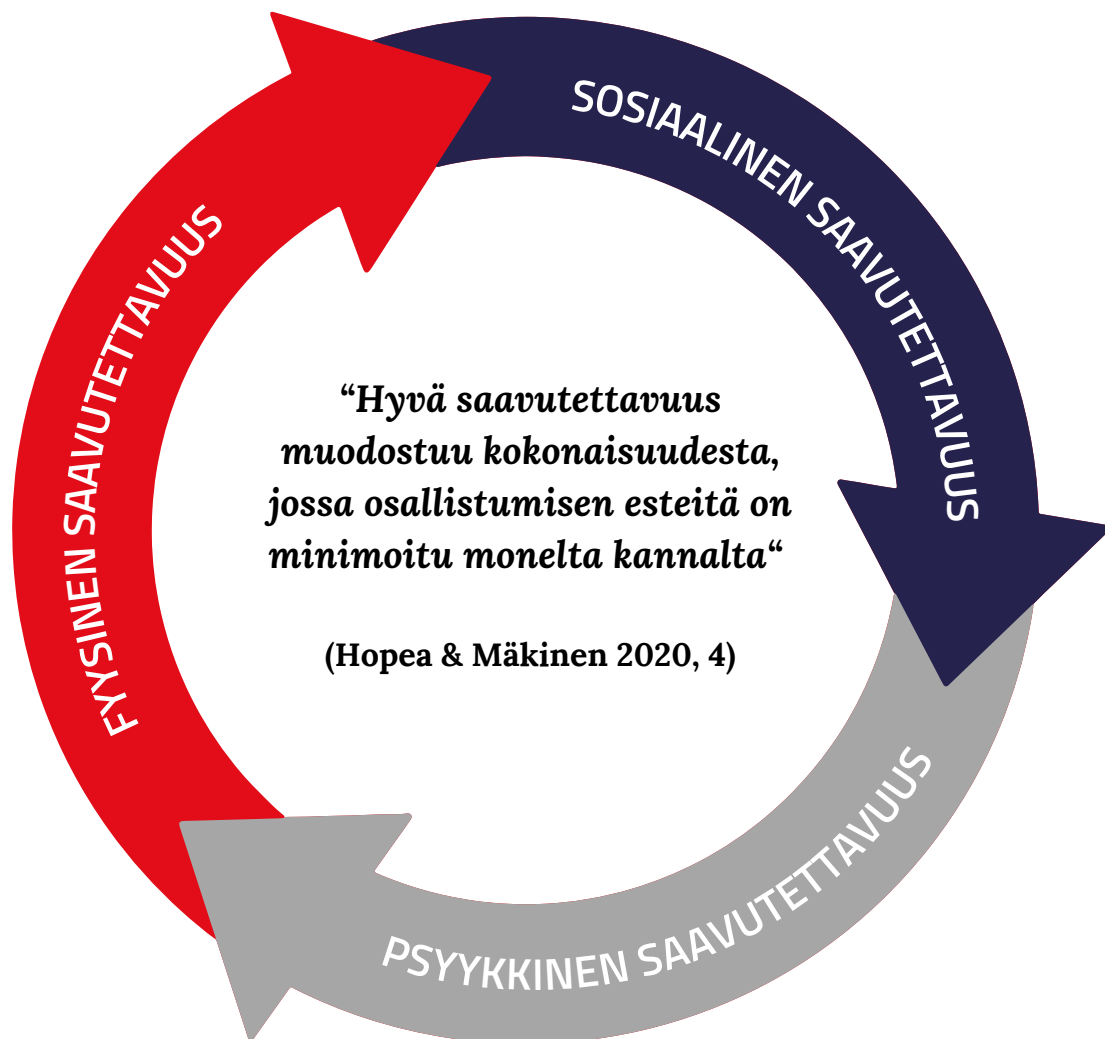 SOSIAALINEN SAAVUTETTAVUUS
FYYSINEN SAAVUTETTAVUUS
“Hyvä saavutettavuus
muodostuu kokonaisuudesta,
jossa osallistumisen esteitä on
minimoitu monelta kannalta“
(Hopea & Mäkinen 2020, 4)
PSYYKKINEN SAAVUTETTAVUUS